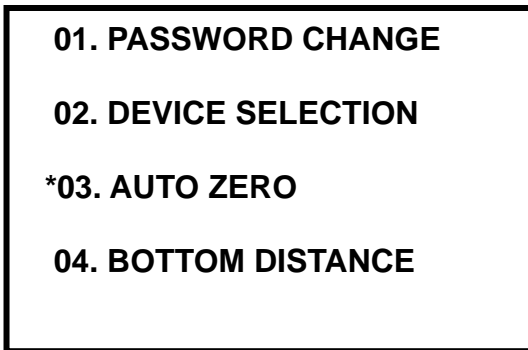 01. PASSWORD CHANGE
02. DEVICE SELECTION
*03. AUTO ZERO
04. BOTTOM DISTANCE